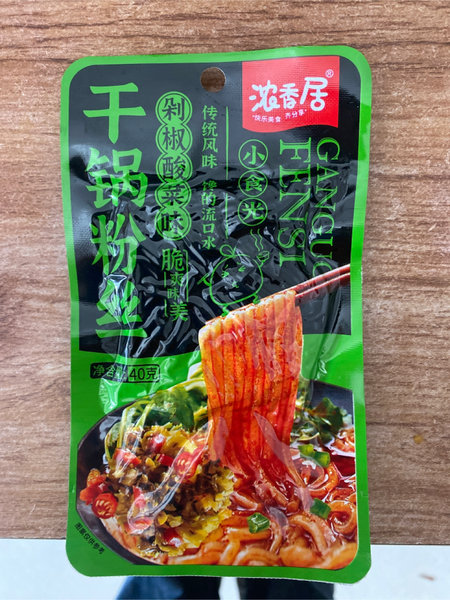 浓香居®
“快乐美食 齐分享”
干锅粉丝
剁椒酸菜味
脆爽味美
传统风味 馋的流口水
小食光
GANGUO
FENSI
净含量 40克
图案仅供参考